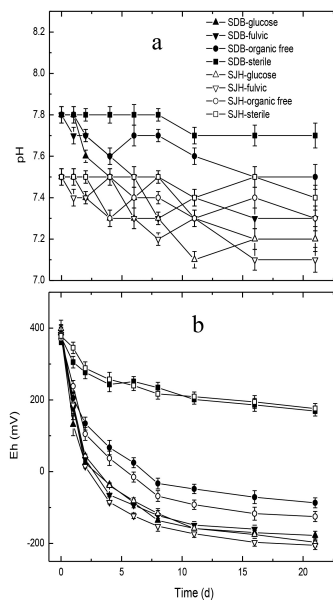 a
SDB-glucose
SDB-fulvic
SDB-organic free
SDB-sterile
SJH-glucose
SJH-fulvic
SJH-organic free
SJH-sterile
8.2
8.0
7.8
7.6
7.4
7.2
7.0
pH
b
400
200
0
-200
Eh (mV)
0 5 10 15 20
Time (d)